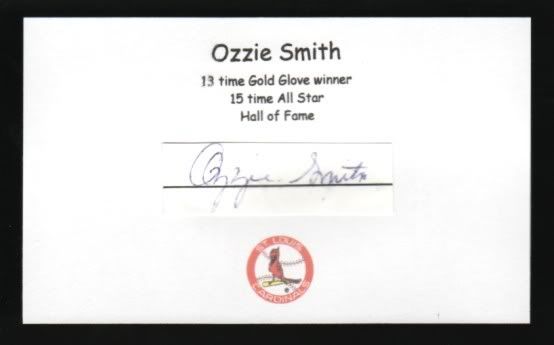 Ozzie Smith
13 time Gold Glove winner
15 time All Star
Hall of Fame
Ozzie Smith
ST. LOUIS
CARDINALS